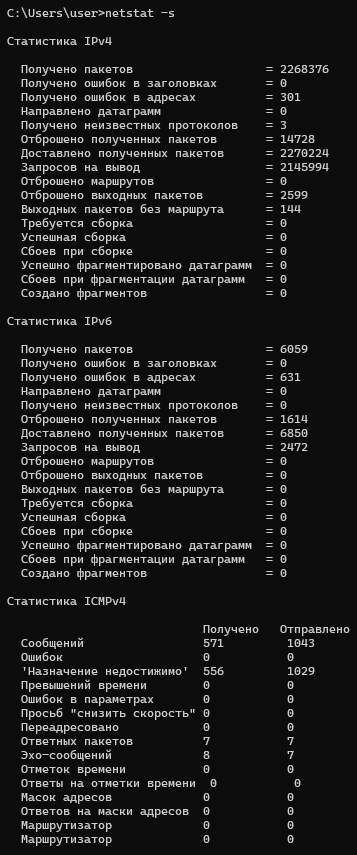 C:\Users\user>netstat -s
Статистика IPv4
Получено пакетов = 2268376
Получено ошибок в заголовках = 0
Получено ошибок в адресах = 301
Направлено датаграмм = 0
Получено неизвестных протоколов = 3
Отброшено полученных пакетов = 14728
Доставлено полученных пакетов = 2270224
Запросов на вывод = 2145994
Отброшено маршрутов = 0
Отброшено выходных пакетов = 2599
Выходных пакетов без маршрута = 144
Требуется сборка = 0
Успешная сборка = 0
Сбоев при сборке = 0
Успешно фрагментировано датаграмм = 0
Сбоев при фрагментации датаграмм = 0
Создано фрагментов = 0
Статистика IPv6
Получено пакетов = 6059
Получено ошибок в заголовках = 0
Получено ошибок в адресах = 631
Направлено датаграмм = 0
Получено неизвестных протоколов = 0
Отброшено полученных пакетов = 1614
Доставлено полученных пакетов = 6850
Запросов на вывод = 2472
Отброшено маршрутов = 0
Отброшено выходных пакетов = 0
Выходных пакетов без маршрута = 0
Требуется сборка = 0
Успешная сборка = 0
Сбоев при сборке = 0
Успешно фрагментировано датаграмм = 0
Сбоев при фрагментации датаграмм = 0
Создано фрагментов = 0
Статистика ICMPv4
Получено Отправлено
Сообщений 571 1043
Ошибок 0 0
'Назначение недостижимо' 556 1029
Превышений времени 0 0
Ошибок в параметрах 0 0
Просьб "снизить скорость" 0 0
Переадресовано 0 0
Ответных пакетов 7 7
Эхо-сообщений 8 7
Отметок времени 0 0
Ответы на отметки времени 0 0
Масок адресов 0 0
Ответов на маски адресов 0 0
Маршрутизатор 0 0
Маршрутизатор 0 0